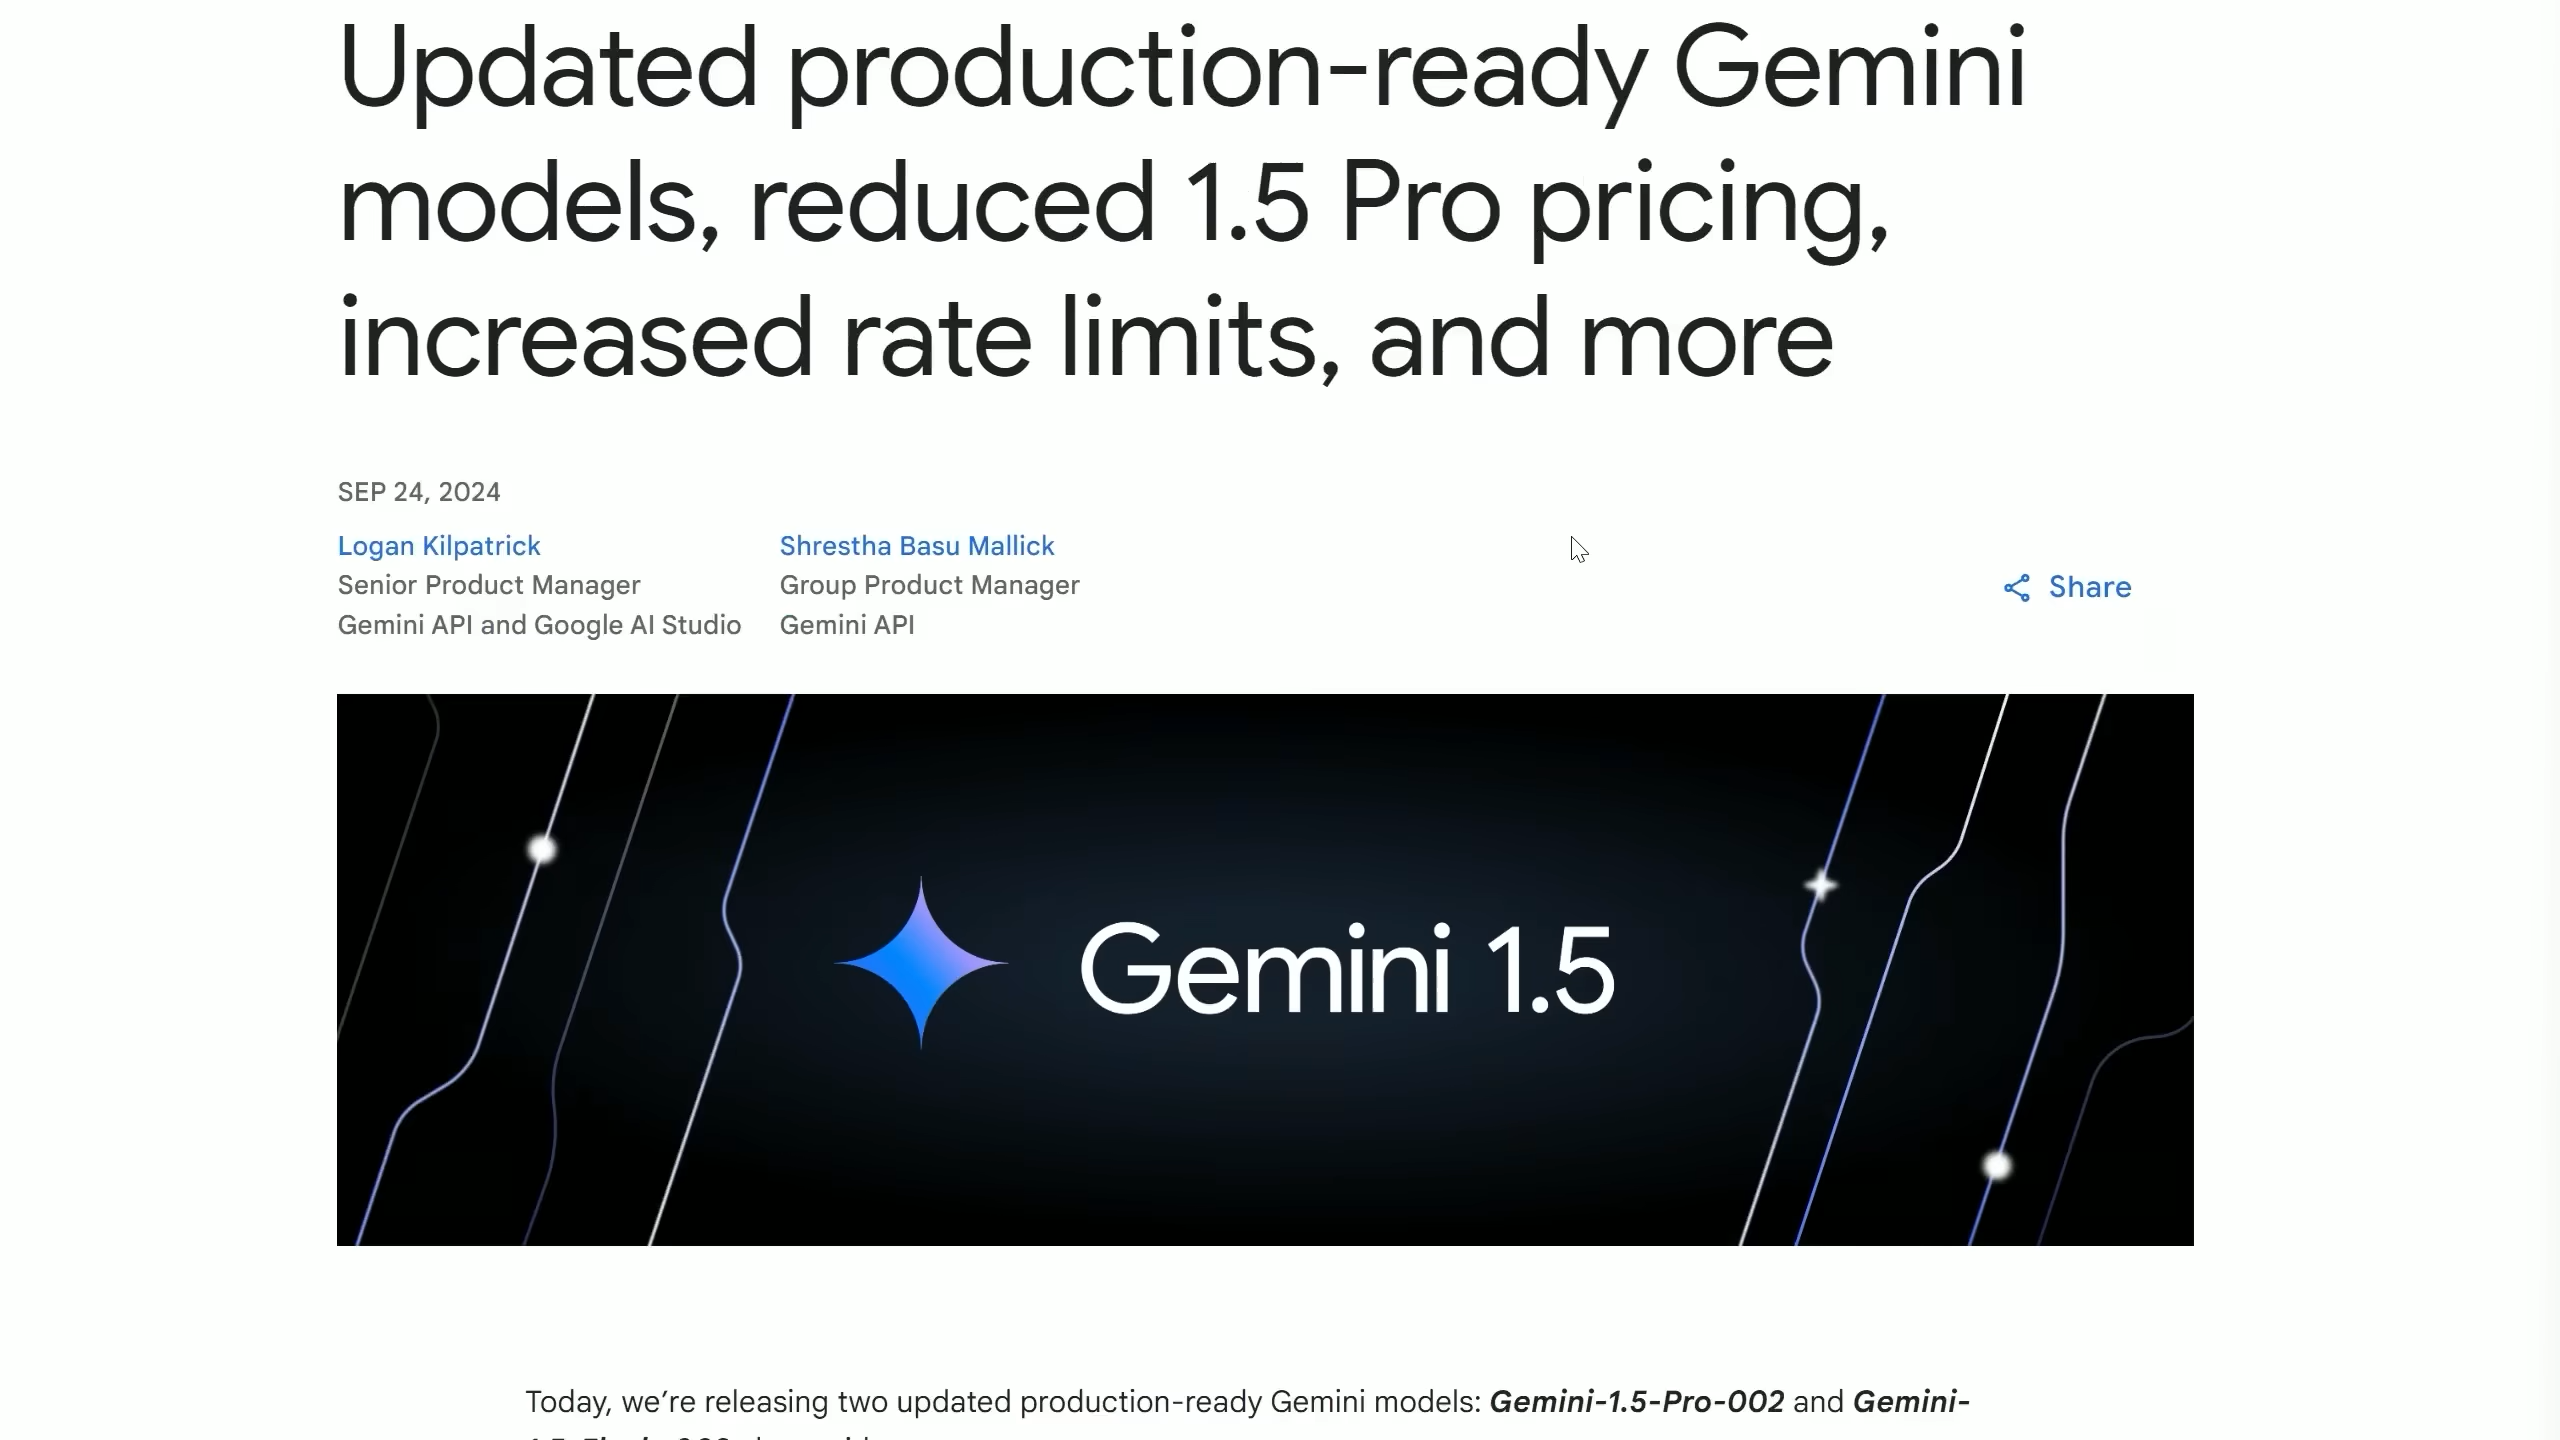 Updated production-ready Gemini
models, reduced 1.5 Pro pricing,
increased rate limits, and more
SEP 24, 2024
Logan Kilpatrick
Senior Product Manager
Gemini API and Google AI Studio
Shrestha Basu Mallick
Group Product Manager
Gemini API
Share
Gemini 1.5
Today, we’re releasing two updated production-ready Gemini models: Gemini-1.5-Pro-002 and Gemini-